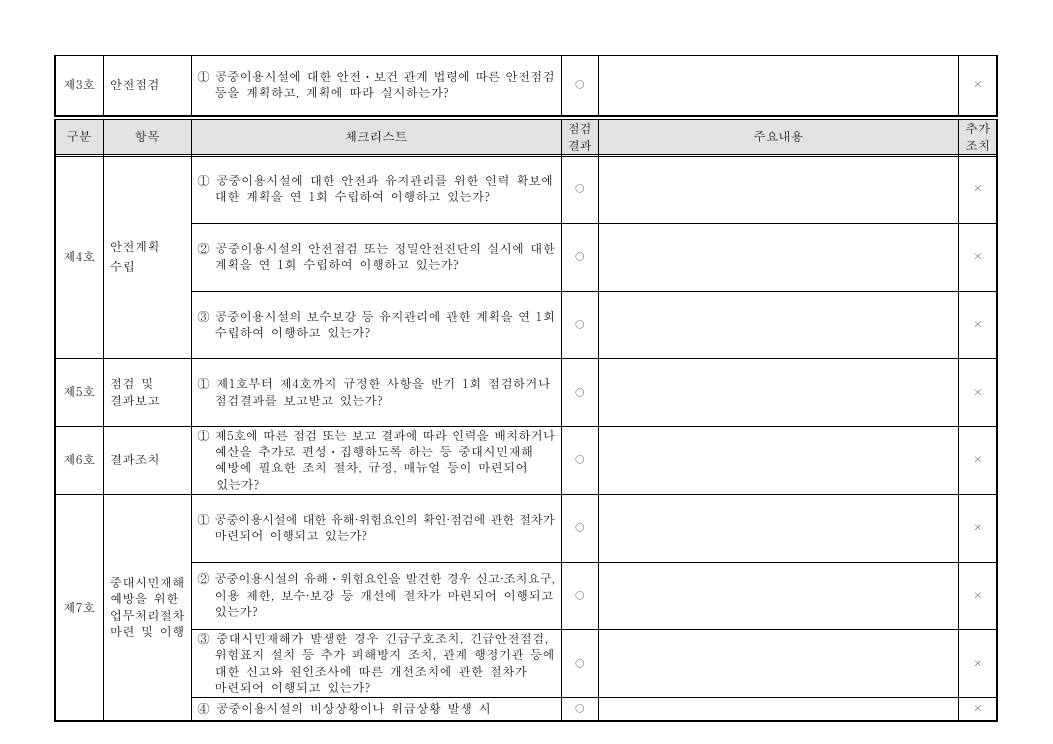 제3호 안전점검 ① 공중이용시설에 대한 안전·보건 관계 법령에 따른 안전점검 ○ ×
등을 계획하고, 계획에 따라 실시하는가?
구분 항목 체크리스트 점검 결과 주요내용 추가 조치
제4호 안전계획 수립
① 공중이용시설에 대한 안전과 유지관리를 위한 인력 확보에 ○ ×
대한 계획을 연 1회 수립하여 이행하고 있는가?
② 공중이용시설의 안전점검 또는 정밀안전진단의 실시에 대한 ○ ×
계획을 연 1회 수립하여 이행하고 있는가?
③ 공중이용시설의 보수보강 등 유지관리에 관한 계획을 연 1회 ○ ×
수립하여 이행하고 있는가?
제5호 점검 및 결과보고
① 제1호부터 제4호까지 규정한 사항을 반기 1회 점검하거나 ○ ×
점검결과를 보고받고 있는가?
제6호 결과조치
① 제5호에 따른 점검 또는 보고 결과에 따라 인력을 배치하거나 ○ ×
예산을 추가로 편성·집행하도록 하는 등 중대시민재해
예방에 필요한 조치 절차, 규정, 매뉴얼 등이 마련되어
있는가?
제7호
중대시민재해
예방을 위한
업무처리절차
마련 및 이행
① 공중이용시설에 대한 유해·위험요인의 확인·점검에 관한 절차가 ○ ×
마련되어 이행되고 있는가?
② 공중이용시설의 유해·위험요인을 발견한 경우 신고·조치요구, ○ ×
이용 제한, 보수·보강 등 개선에 절차가 마련되어 이행되고
있는가?
③ 중대시민재해가 발생한 경우 긴급구호조치, 긴급안전점검, ○ ×
위험표지 설치 등 추가 피해방지 조치, 관계 행정기관 등에
대한 신고와 원인조사에 따른 개선조치에 관한 절차가
마련되어 이행되고 있는가?
④ 공중이용시설의 비상상황이나 위급상황 발생 시 ○ ×